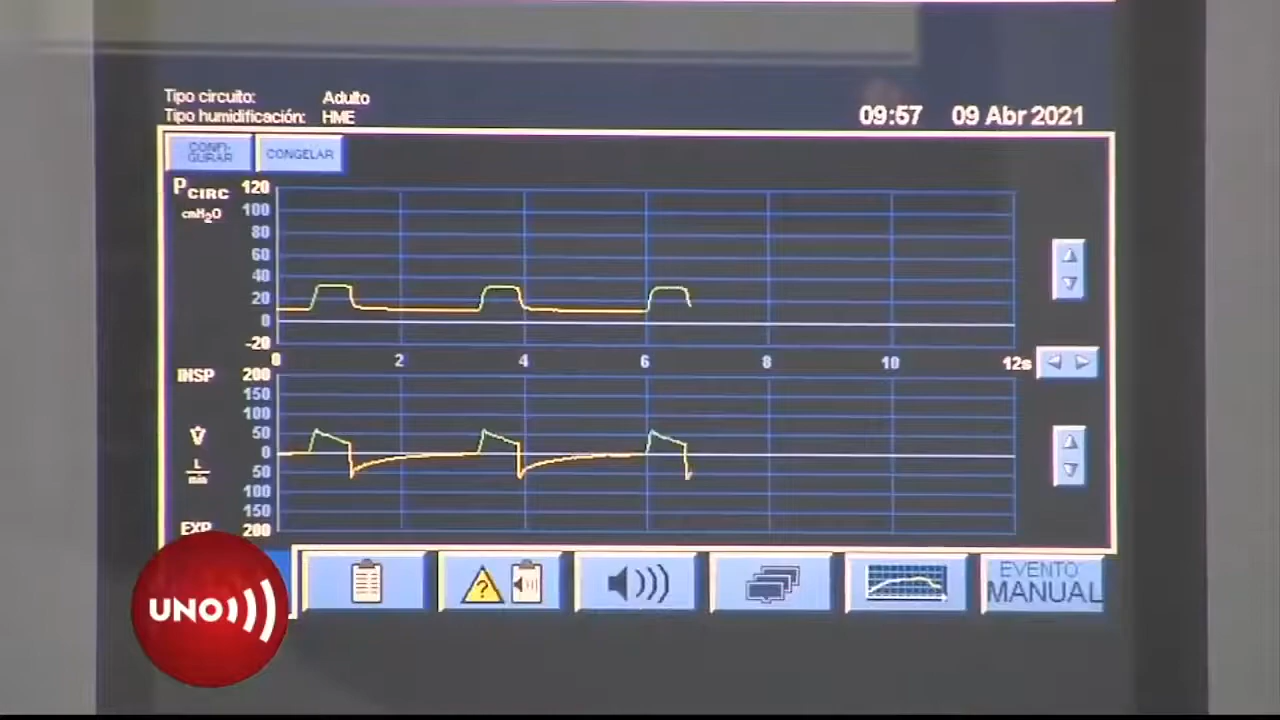 Tipo circuito: Adulto
Tipo humidificación: HME
09:57 09 Abr 2021
CONFI-
GURAR
CONGELAR
PCIRC
cmH2O
120
100
80
60
40
20
0
-20
0 2 4 6 8 10 12s
INSP
V̇
L
min
EXP
200
150
100
50
0
50
100
150
200
?
EVENTO
MANUAL
UNO